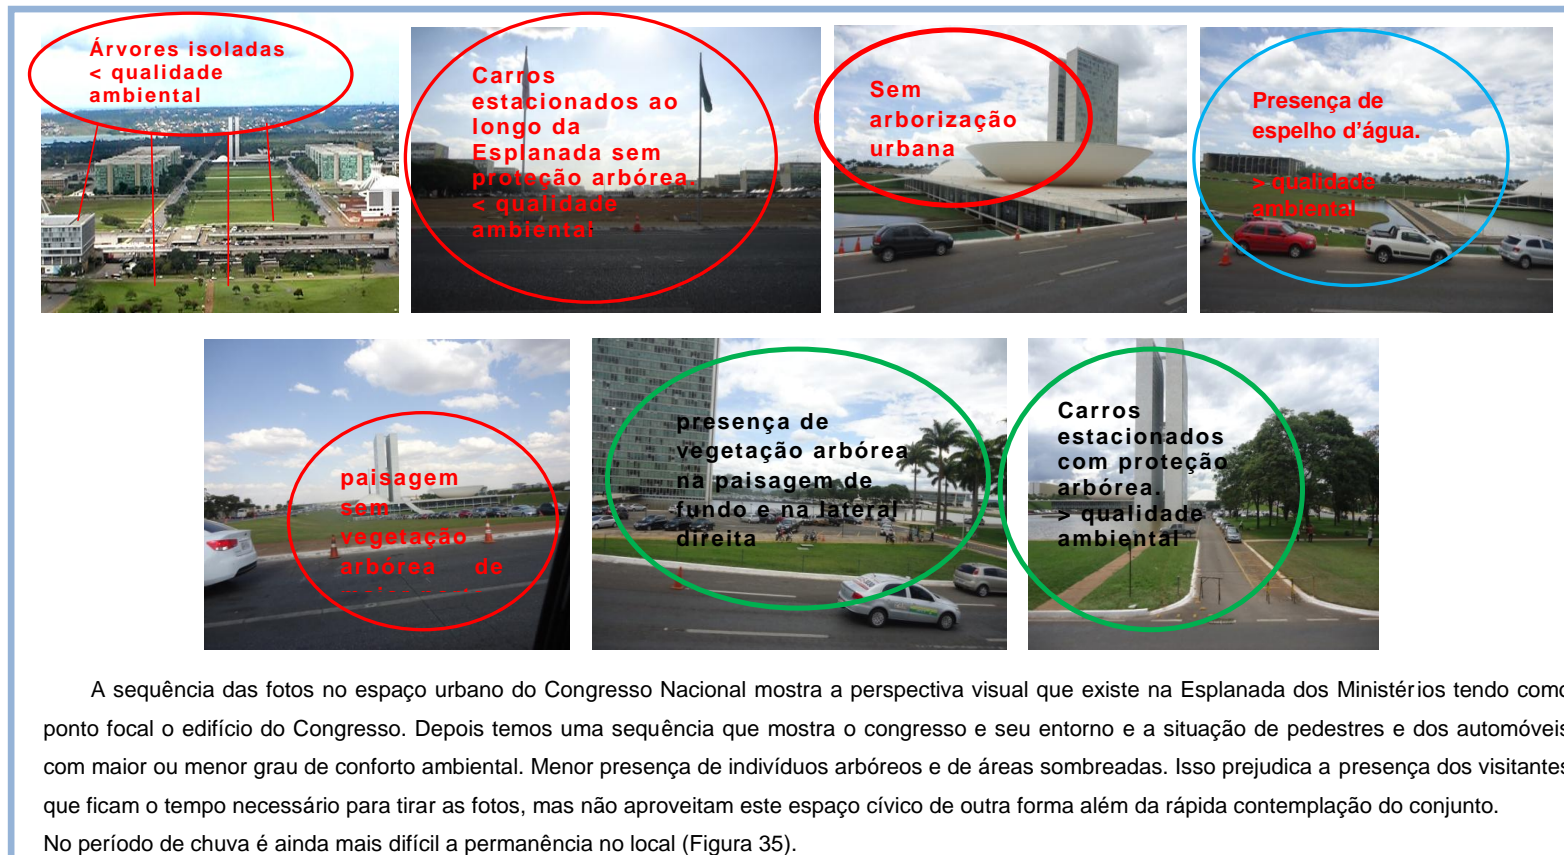 Árvores isoladas
< qualidade
ambiental
Carros
estacionados ao
longo da
Esplanada sem
proteção arbórea.
< qualidade
ambiental
Sem
arborização
urbana
Presença de
espelho d’água.
> qualidade
ambiental
paisagem
sem
vegetação
arbórea de
presença de
vegetação arbórea
na paisagem de
fundo e na lateral
direita
Carros
estacionados
com proteção
arbórea.
> qualidade
ambiental
A sequência das fotos no espaço urbano do Congresso Nacional mostra a perspectiva visual que existe na Esplanada dos Ministérios tendo como
ponto focal o edifício do Congresso. Depois temos uma sequência que mostra o congresso e seu entorno e a situação de pedestres e dos automóveis
com maior ou menor grau de conforto ambiental. Menor presença de indivíduos arbóreos e de áreas sombreadas. Isso prejudica a presença dos visitantes
que ficam o tempo necessário para tirar as fotos, mas não aproveitam este espaço cívico de outra forma além da rápida contemplação do conjunto.
No período de chuva é ainda mais difícil a permanência no local (Figura 35).